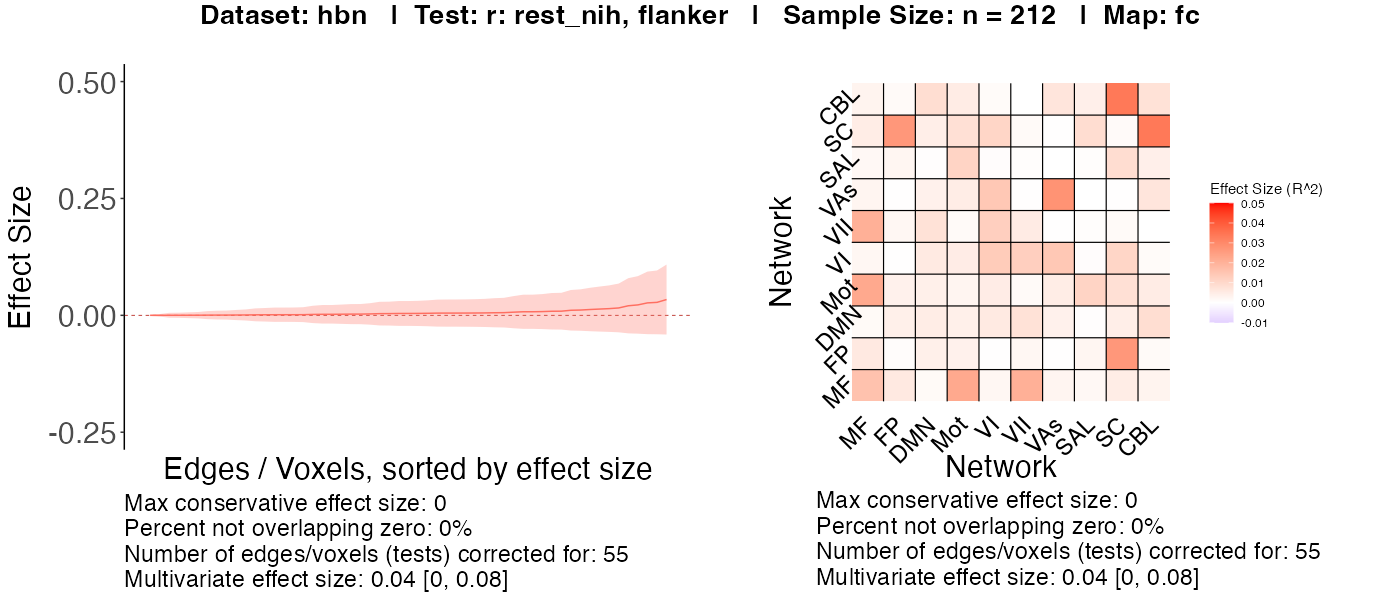 Dataset: hbn | Test: r: rest_nih, flanker | Sample Size: n = 212 | Map: fc
Effect Size
0.50
0.25
0.00
-0.25
Edges / Voxels, sorted by effect size
Max conservative effect size: 0
Percent not overlapping zero: 0%
Number of edges/voxels (tests) corrected for: 55
Multivariate effect size: 0.04 [0, 0.08]
Network
CBL
SC
SAL
VAs
VII
VI
Mot
DMN
FP
MF
MF FP DMN Mot VI VII VAs SAL SC CBL
Network
Effect Size (R^2)
0.05
0.04
0.03
0.02
0.01
0.00
-0.01
Max conservative effect size: 0
Percent not overlapping zero: 0%
Number of edges/voxels (tests) corrected for: 55
Multivariate effect size: 0.04 [0, 0.08]